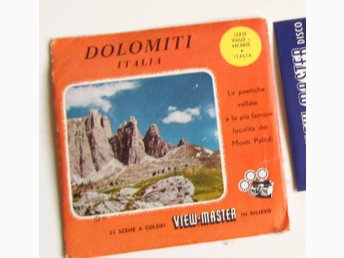 DOLOMITI
ITALIA
SERIE
VIAGGI -
VACANZE
ITALIA
Le poetiche
vallate
e le più famose
località dei
Monti Pallidi
21 SCENE A COLORI VIEW-MASTER IN RILIEVO
VIEW-MASTER DISCO